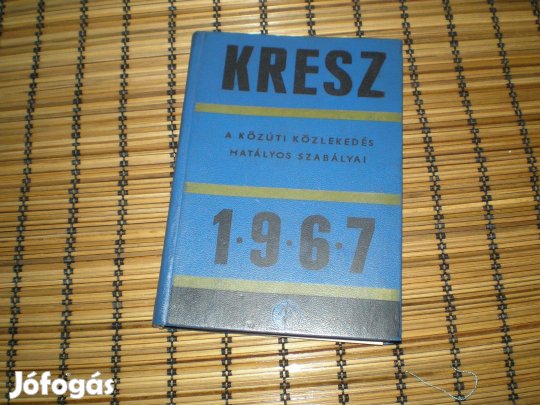 KRESZ
A KÖZÚTI KÖZLEKEDÉS
HATÁLYOS SZABÁLYAI
1·9·6·7
Jófogás